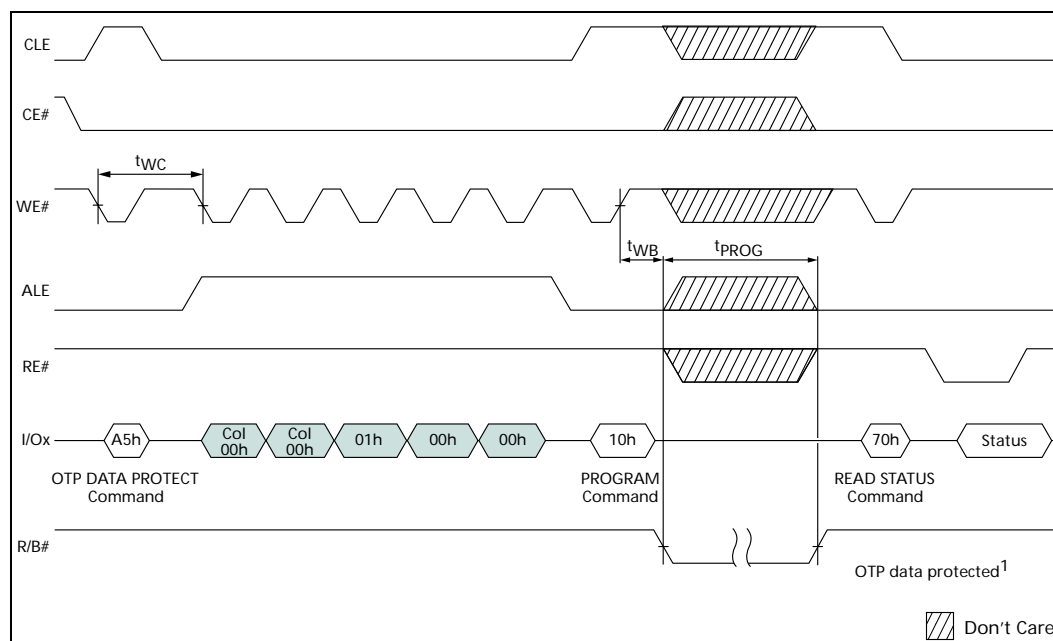 CLE
CE#
tWC
WE#
tWB
tPROG
ALE
RE#
I/Ox
A5h
Col
00h
Col
00h
01h
00h
00h
10h
70h
Status
OTP DATA PROTECT
Command
PROGRAM
Command
READ STATUS
Command
R/B#
OTP data protected1
Don't Care